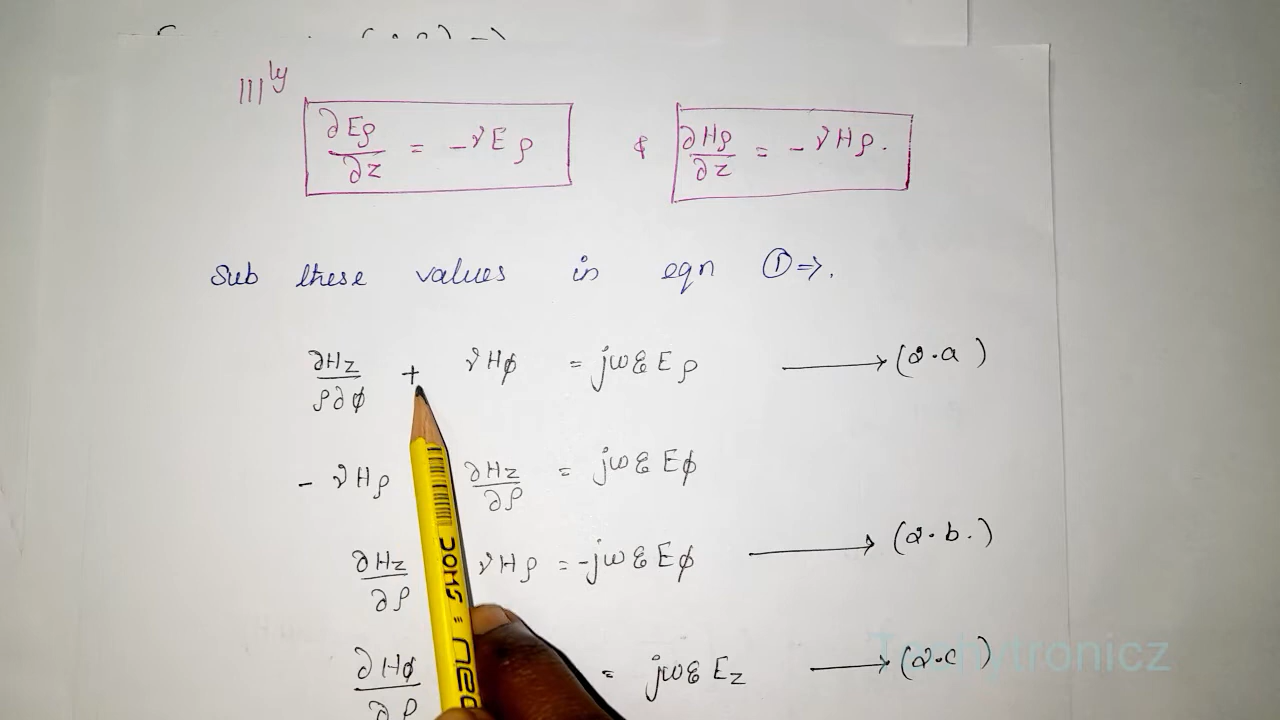 IIIly
∂Eρ/∂z = -γEρ & ∂Hρ/∂z = -γHρ.
Sub these values in eqn ① ⇒.
∂Hz/ρ∂ϕ + γHϕ = jωε Eρ ⟶ (2.a)
- γHρ ∂Hz/∂ρ = jωε Eϕ
∂Hz/∂ρ γHρ = -jωε Eϕ ⟶ (2.b.)
∂Hϕ/∂ρ = jωε Ez ⟶ (2.c)
DOMS
Techytronicz